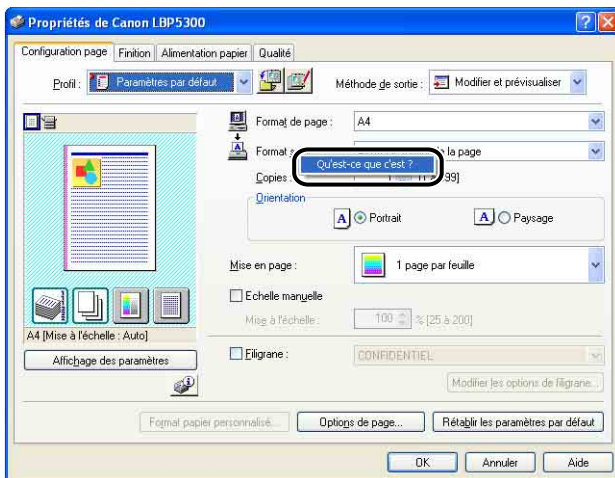 Propriétés de Canon LBP5300
Configuration page Finition Alimentation papier Qualité
Profil : Paramètres par défaut Méthode de sortie : Modifier et prévisualiser
Format de page : A4
Format s la page
Qu'est-ce que c'est ?
Copies : 1 99]
Orientation
A Portrait A Paysage
Mise en page : 1 page par feuille
Echelle manuelle
Mise à l'échelle : 100 % [25 à 200]
A4 [Mise à l'échelle : Auto]
Affichage des paramètres
Filigrane : CONFIDENTIEL
Modifier les options de filigrane...
Format papier personnalisé... Options de page... Rétablir les paramètres par défaut
OK Annuler Aide